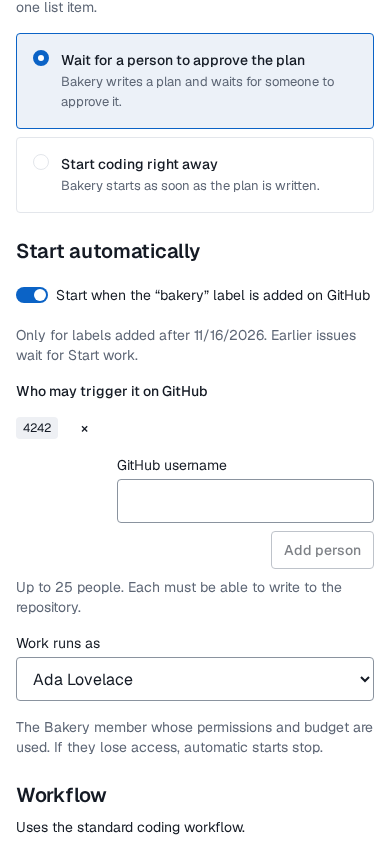 one list item.
Wait for a person to approve the plan
Bakery writes a plan and waits for someone to
approve it.
Start coding right away
Bakery starts as soon as the plan is written.
Start automatically
Start when the “bakery” label is added on GitHub
Only for labels added after 11/16/2026. Earlier issues
wait for Start work.
Who may trigger it on GitHub
4242 ×
GitHub username
Add person
Up to 25 people. Each must be able to write to the
repository.
Work runs as
Ada Lovelace
The Bakery member whose permissions and budget are
used. If they lose access, automatic starts stop.
Workflow
Uses the standard coding workflow.